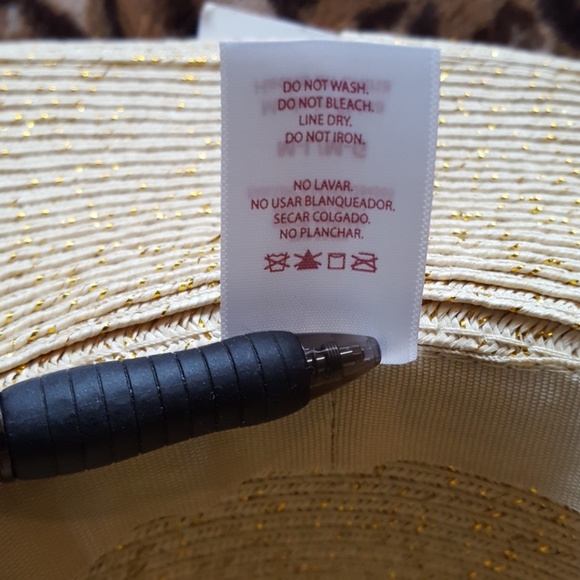 DO NOT WASH.
DO NOT BLEACH.
LINE DRY.
DO NOT IRON.
NO LAVAR.
NO USAR BLANQUEADOR.
SECAR COLGADO.
NO PLANCHAR.